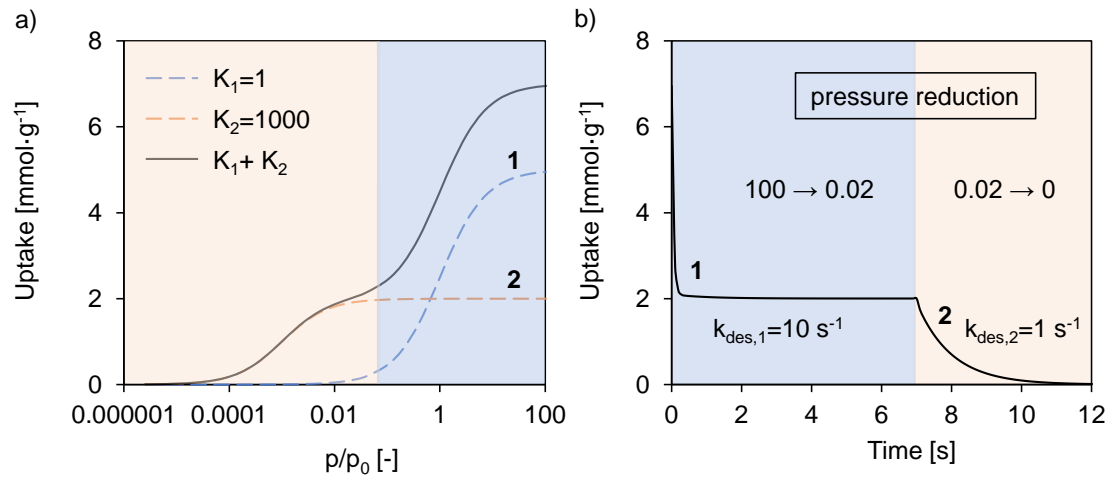 a)
Uptake [mmol·g⁻¹]
8
6
4
2
0
K₁=1
K₂=1000
K₁+ K₂
1
2
0.000001 0.0001 0.01 1 100
p/p₀ [-]
b)
Uptake [mmol·g⁻¹]
8
6
4
2
0
pressure reduction
100 → 0.02
0.02 → 0
1
2
k_des,1=10 s⁻¹
k_des,2=1 s⁻¹
0 2 4 6 8 10 12
Time [s]